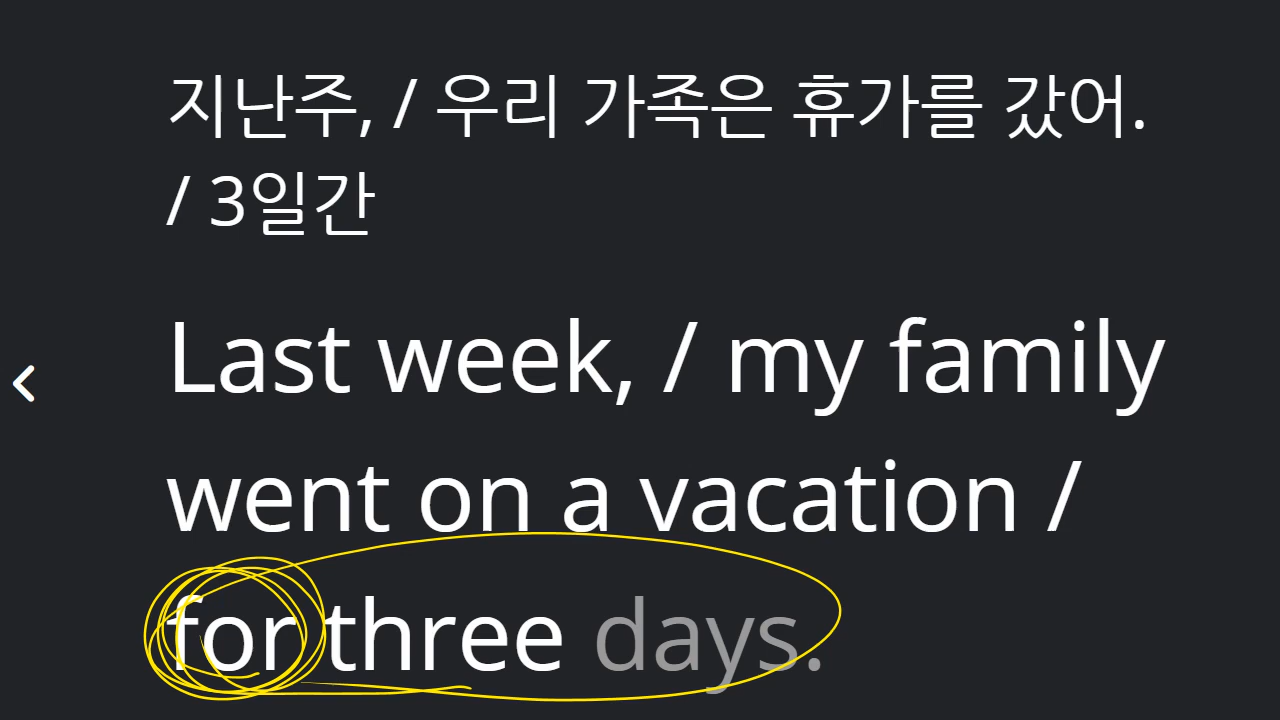 지난주, / 우리 가족은 휴가를 갔어.
/ 3일간
Last week, / my family
went on a vacation /
for three days.